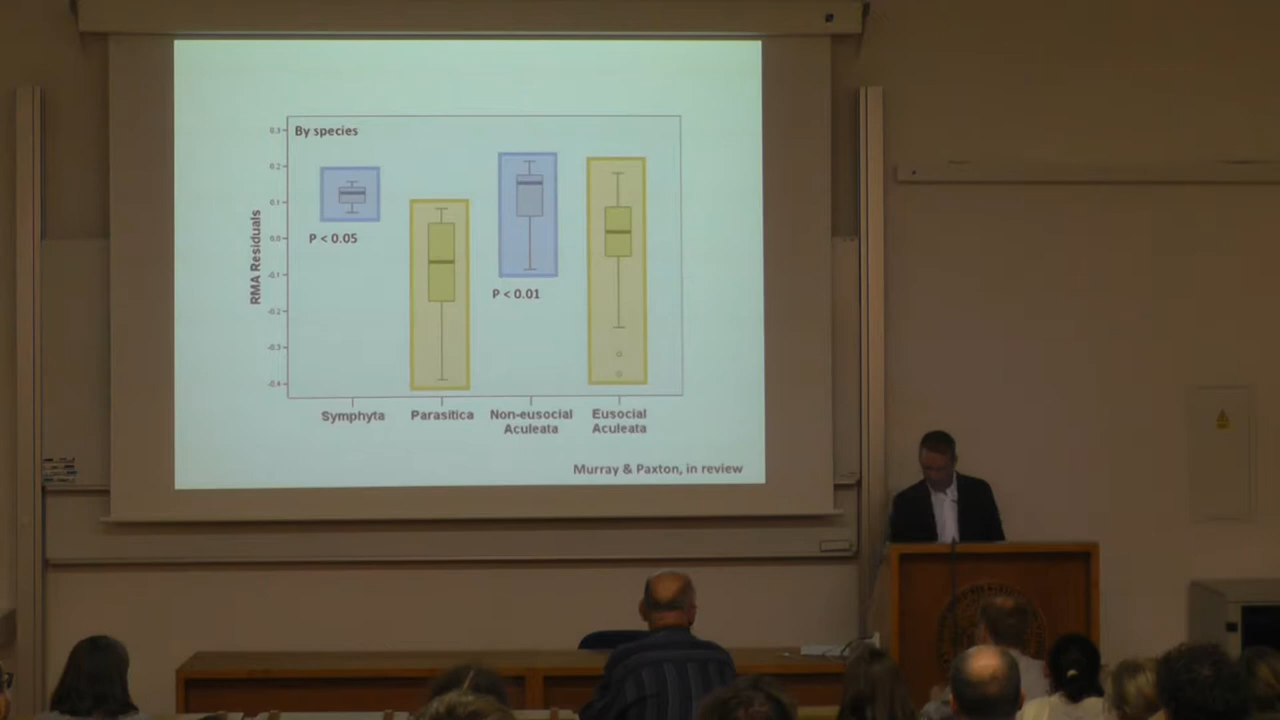 By species
0.3
0.2
0.1
0.0
-0.1
-0.2
-0.3
-0.4
RMA Residuals
P < 0.05
P < 0.01
Symphyta
Parasitica
Non-eusocial
Aculeata
Eusocial
Aculeata
Murray & Paxton, in review